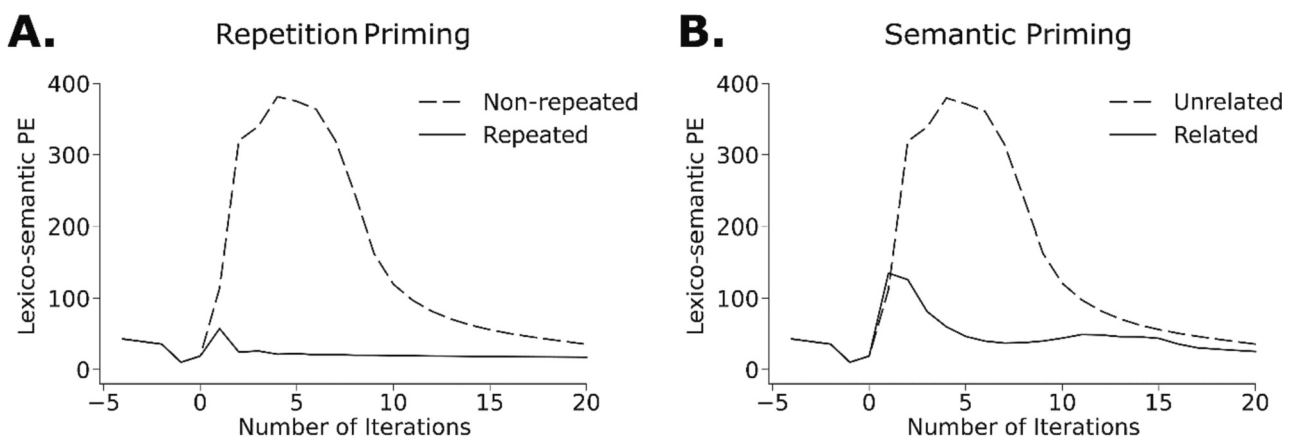 A.
Repetition Priming
Lexico-semantic PE
400
300
200
100
0
Non-repeated
Repeated
−5
0
5
10
15
20
Number of Iterations
B.
Semantic Priming
Lexico-semantic PE
400
300
200
100
0
Unrelated
Related
−5
0
5
10
15
20
Number of Iterations